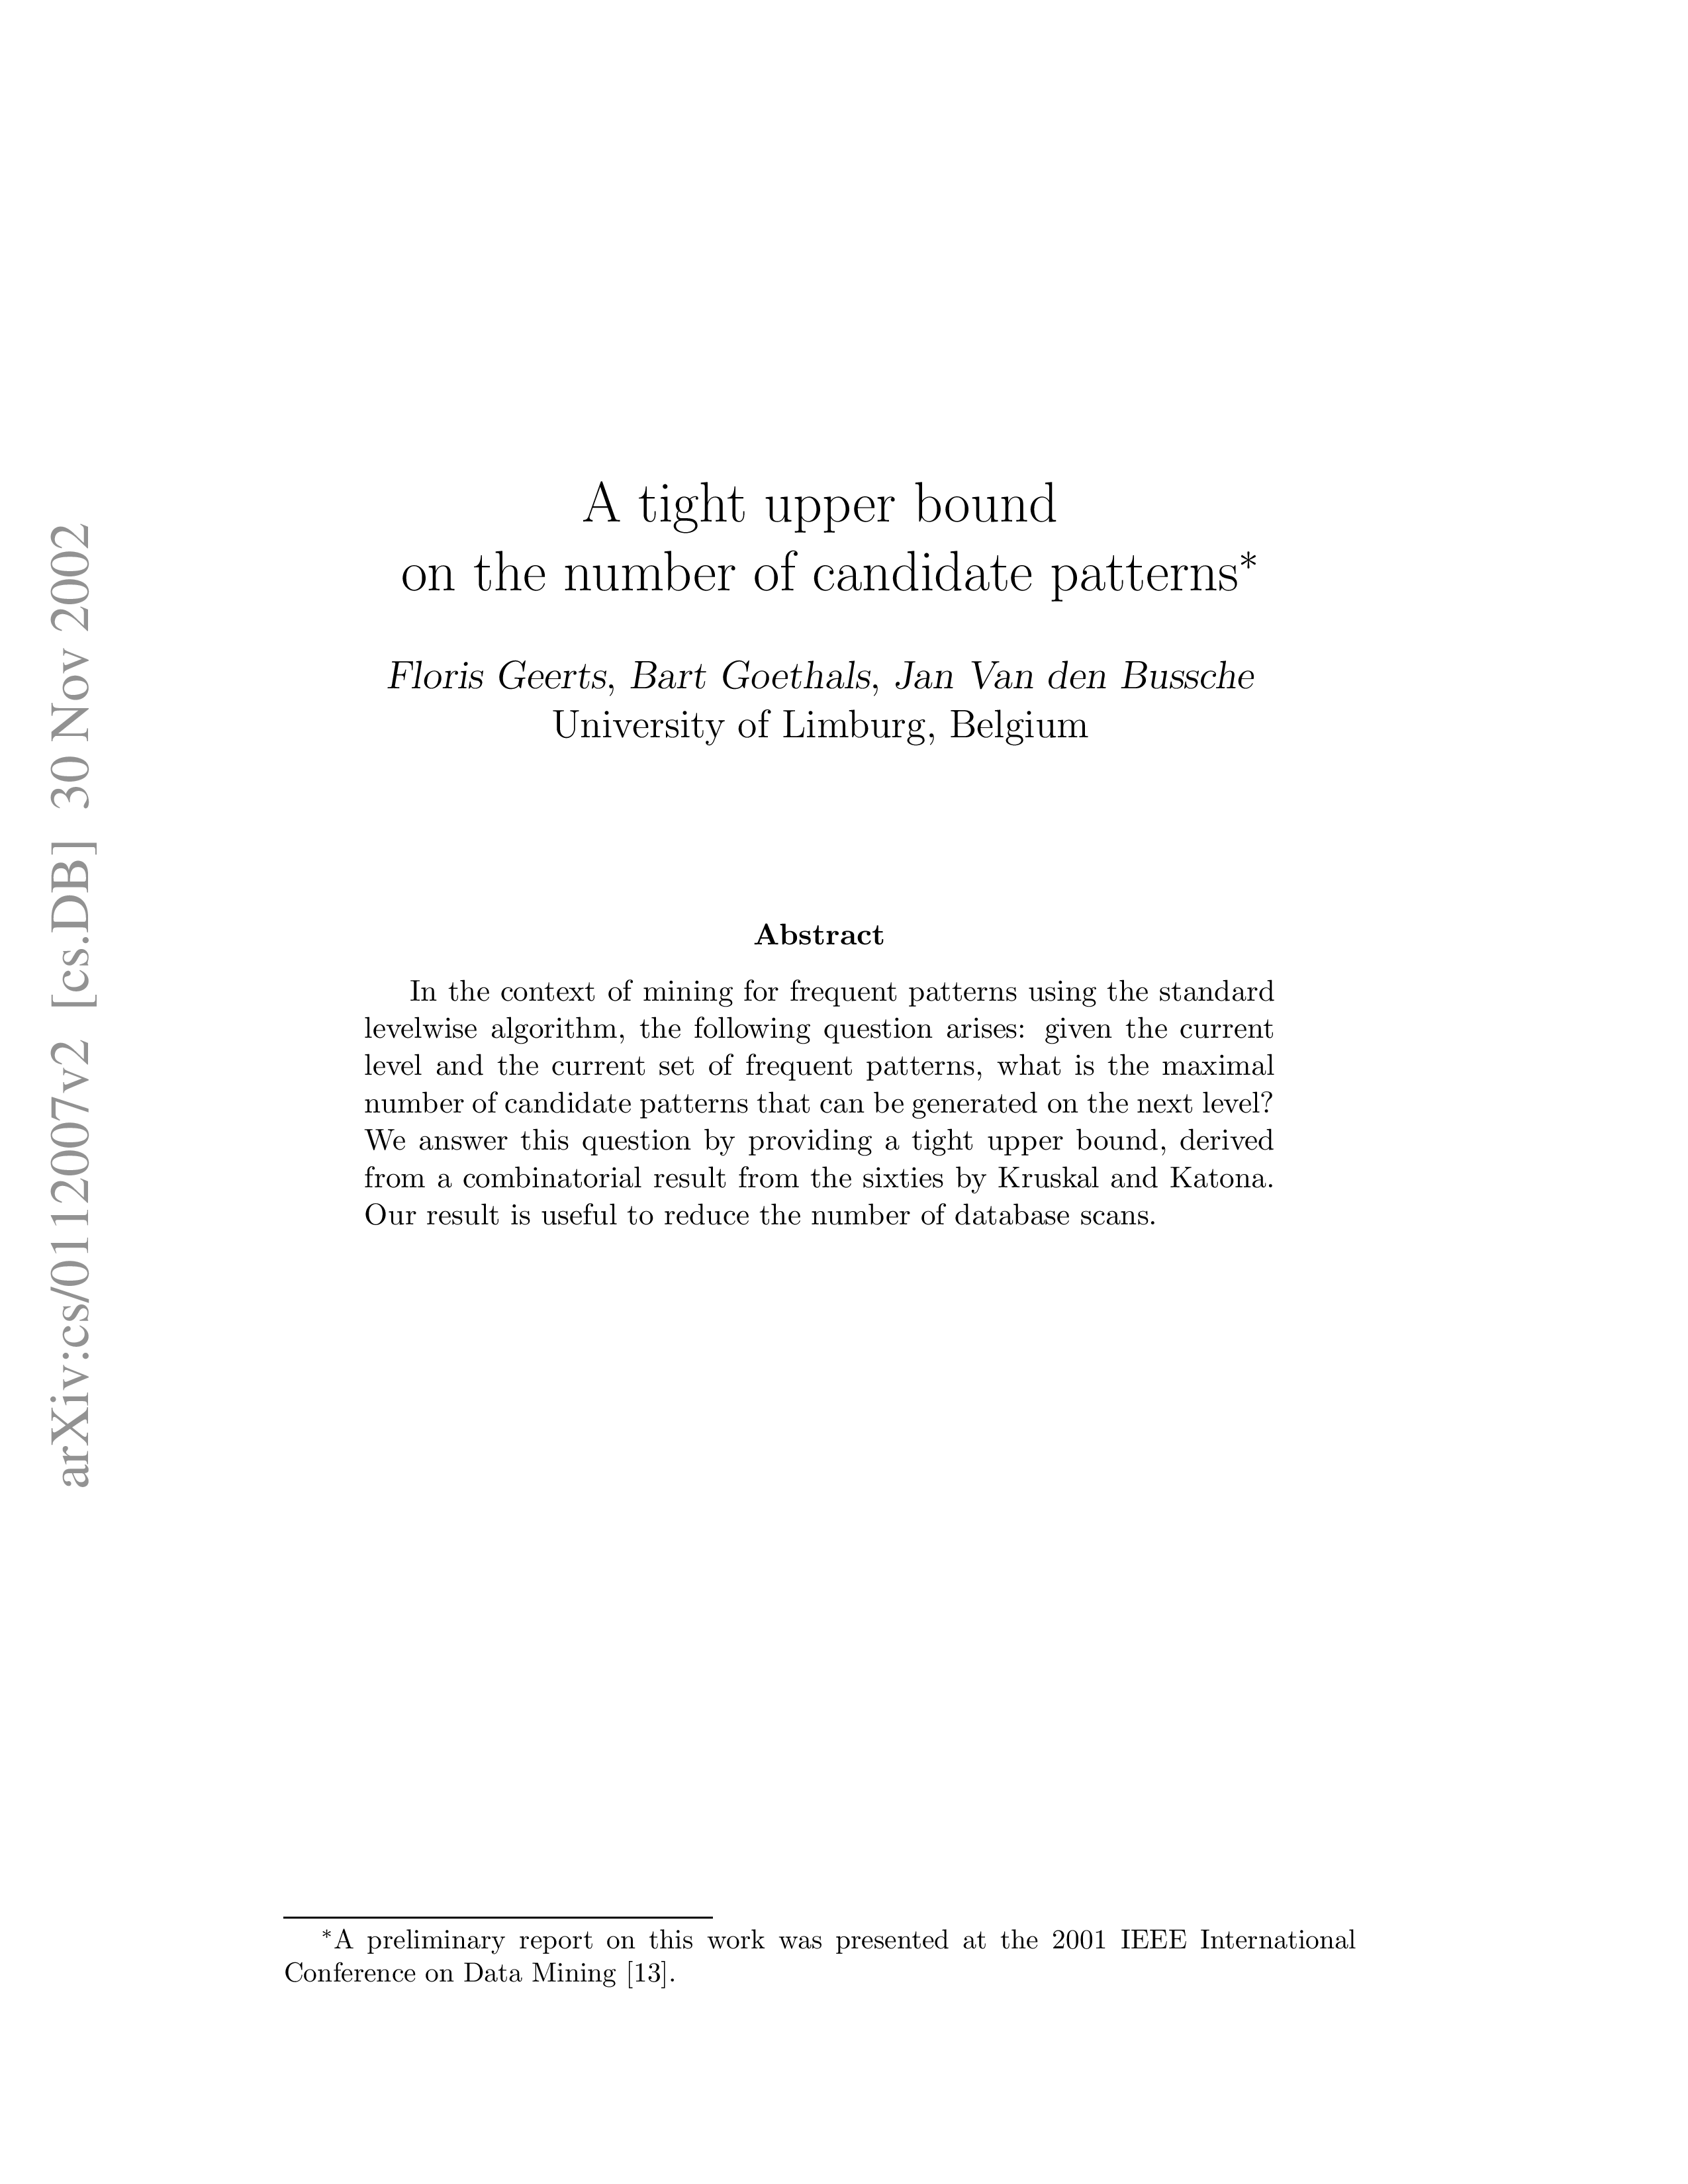 arXiv:cs/0112007v2 [cs.DB] 30 Nov 2002
A tight upper bound
on the number of candidate patterns*
Floris Geerts, Bart Goethals, Jan Van den Bussche
University of Limburg, Belgium
Abstract
In the context of mining for frequent patterns using the standard
levelwise algorithm, the following question arises: given the current
level and the current set of frequent patterns, what is the maximal
number of candidate patterns that can be generated on the next level?
We answer this question by providing a tight upper bound, derived
from a combinatorial result from the sixties by Kruskal and Katona.
Our result is useful to reduce the number of database scans.
*A preliminary report on this work was presented at the 2001 IEEE International
Conference on Data Mining [13].